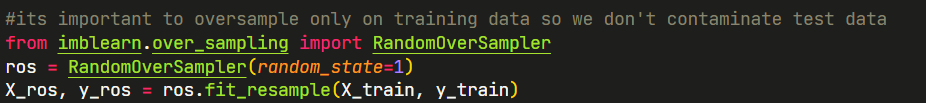 #its important to oversample only on training data so we don't contaminate test data
from imblearn.over_sampling import RandomOverSampler
ros = RandomOverSampler(random_state=1)
X_ros, y_ros = ros.fit_resample(X_train, y_train)